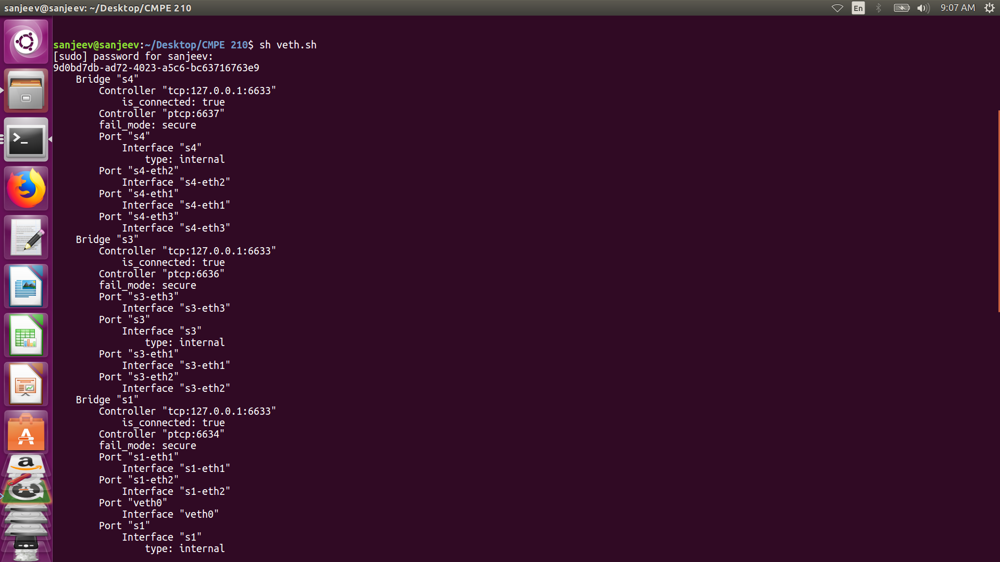 sanjeev@sanjeev: ~/Desktop/CMPE 210
En
9:07 AM
sanjeev@sanjeev:~/Desktop/CMPE 210$ sh veth.sh
[sudo] password for sanjeev:
9d0bd7db-ad72-4023-a5c6-bc63716763e9
    Bridge "s4"
        Controller "tcp:127.0.0.1:6633"
            is_connected: true
        Controller "ptcp:6637"
        fail_mode: secure
        Port "s4"
            Interface "s4"
                type: internal
        Port "s4-eth2"
            Interface "s4-eth2"
        Port "s4-eth1"
            Interface "s4-eth1"
        Port "s4-eth3"
            Interface "s4-eth3"
    Bridge "s3"
        Controller "tcp:127.0.0.1:6633"
            is_connected: true
        Controller "ptcp:6636"
        fail_mode: secure
        Port "s3-eth3"
            Interface "s3-eth3"
        Port "s3"
            Interface "s3"
                type: internal
        Port "s3-eth1"
            Interface "s3-eth1"
        Port "s3-eth2"
            Interface "s3-eth2"
    Bridge "s1"
        Controller "tcp:127.0.0.1:6633"
            is_connected: true
        Controller "ptcp:6634"
        fail_mode: secure
        Port "s1-eth1"
            Interface "s1-eth1"
        Port "s1-eth2"
            Interface "s1-eth2"
        Port "veth0"
            Interface "veth0"
        Port "s1"
            Interface "s1"
                type: internal